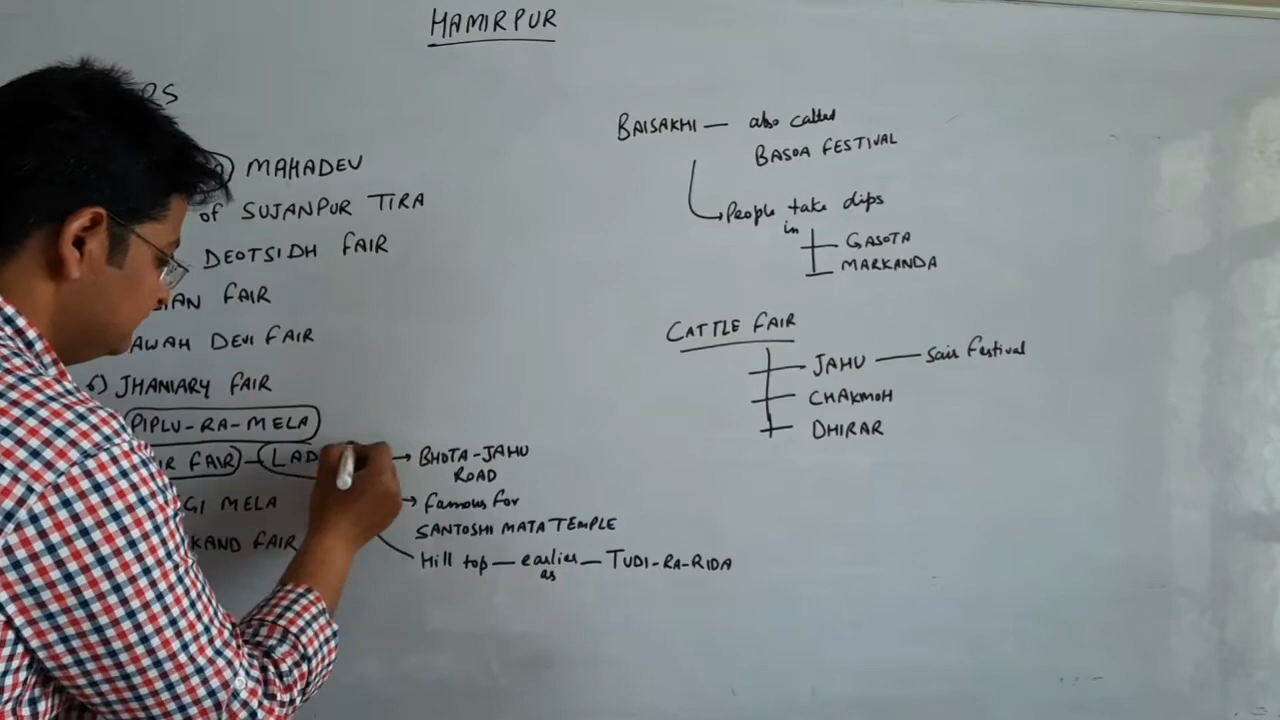 HAMIRPUR
RS
MAHADEV
of SUJANPUR TIRA
DEOTSIDH FAIR
FAIR
AWAH DEVI FAIR
6) JHANIARY FAIR
PIPLU-RA-MELA
IR FAIR - LAD
→ BHOTA-JAHU
ROAD
GI MELA
→ famous for
SANTOSHI MATA TEMPLE
KAND FAIR
Hill top — earlier — TUDI-RA-RIDA
as
BAISAKHI — also called
BASOA FESTIVAL
People take dips
in
GASOTA
MARKANDA
CATTLE FAIR
JAHU — Sair Festival
CHAKMOH
DHIRAR